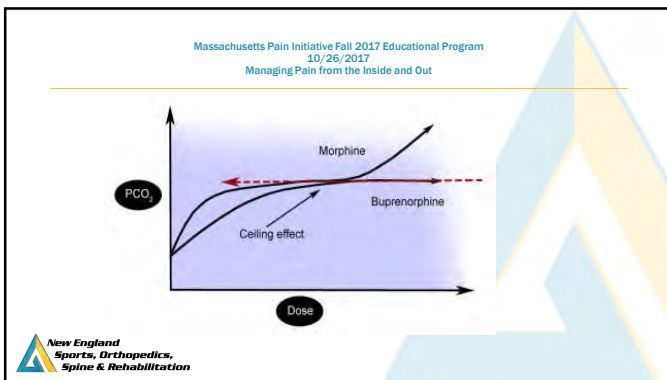 Massachusetts Pain Initiative Fall 2017 Educational Program
10/26/2017
Managing Pain from the Inside and Out
Morphine
PCO2
Buprenorphine
Ceiling effect
Dose
New England
Sports, Orthopedics,
Spine & Rehabilitation